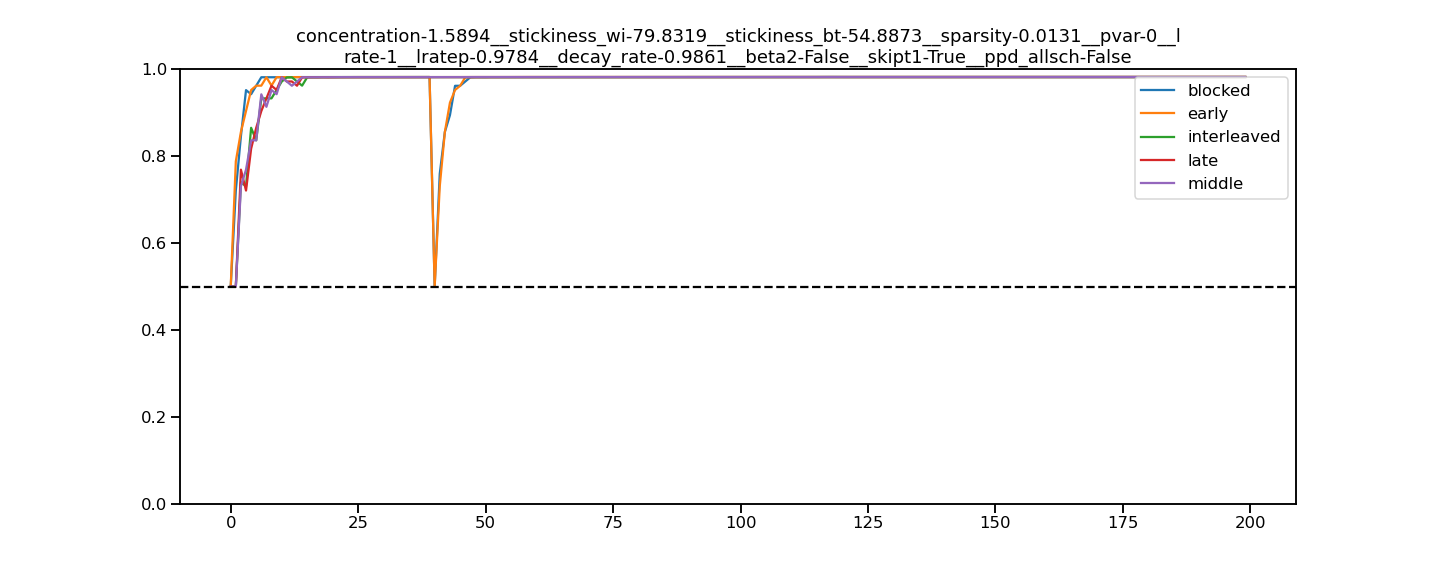 concentration-1.5894__stickiness_wi-79.8319__stickiness_bt-54.8873__sparsity-0.0131__pvar-0__l
rate-1__lratep-0.9784__decay_rate-0.9861__beta2-False__skipt1-True__ppd_allsch-False
1.0
0.8
0.6
0.4
0.2
0.0
blocked
early
interleaved
late
middle
0 25 50 75 100 125 150 175 200